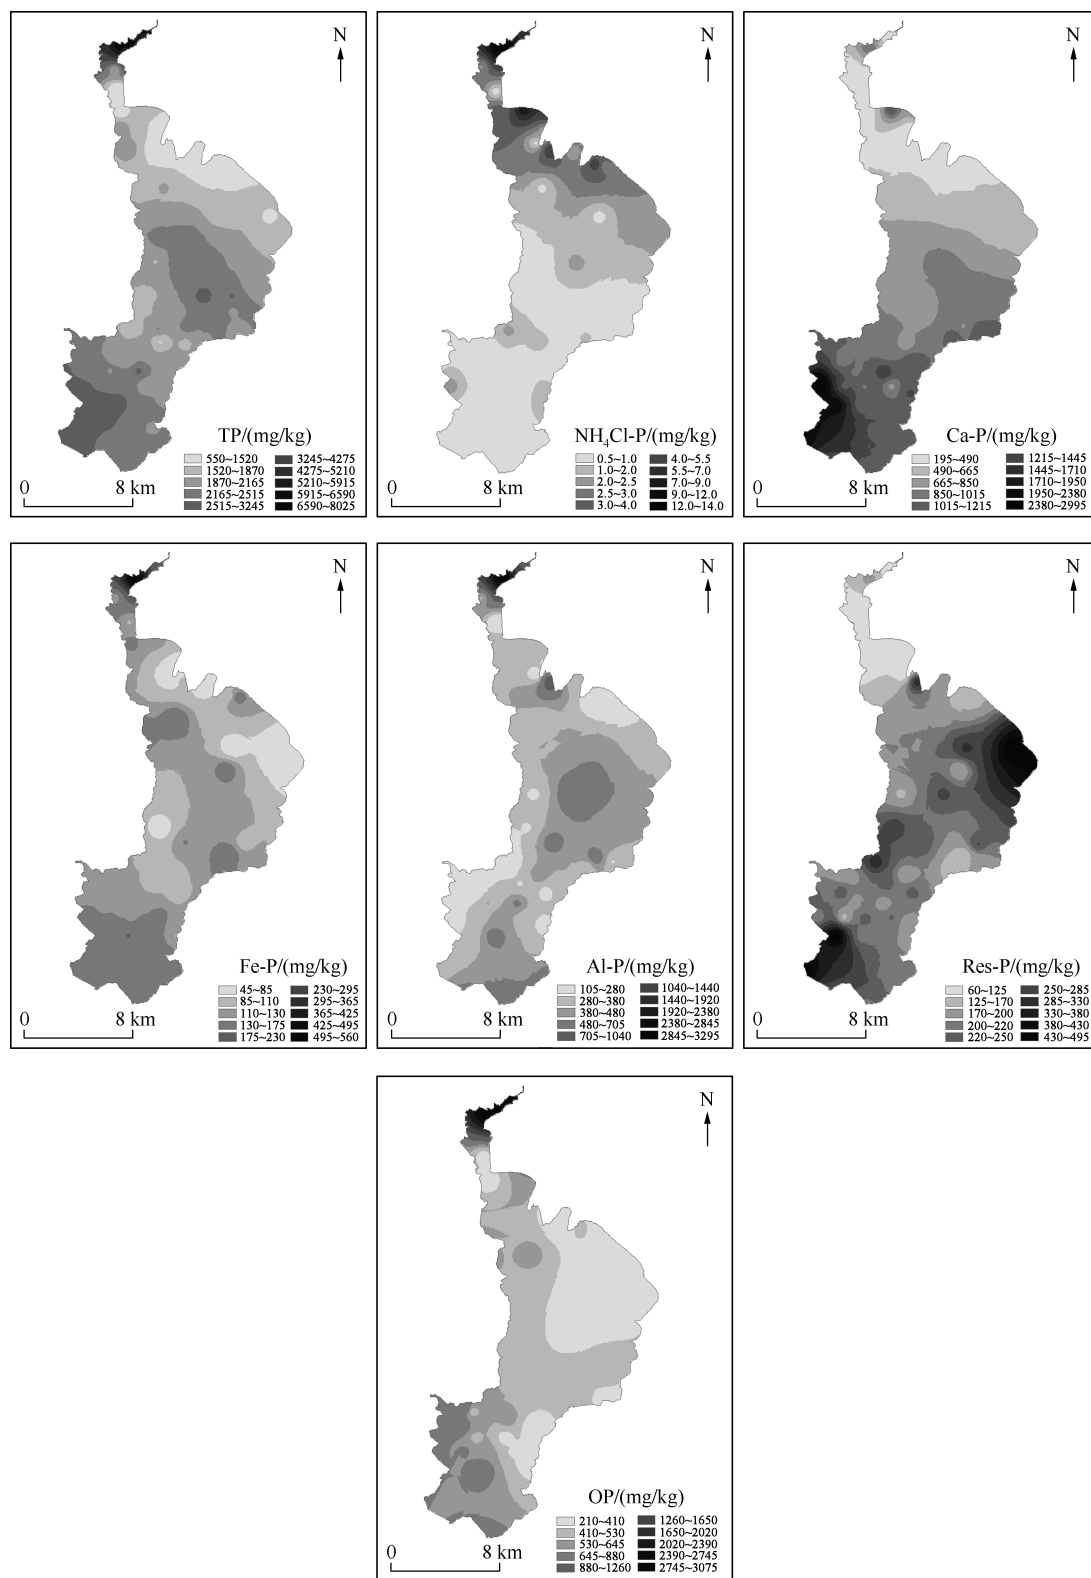 N
TP/(mg/kg)
550~1520 3245~4275
1520~1870 4275~5210
1870~2165 5210~5915
2165~2515 5915~6590
2515~3245 6590~8025
0 8 km
N
NH₄Cl-P/(mg/kg)
0.5~1.0 4.0~5.5
1.0~2.0 5.5~7.0
2.0~2.5 7.0~9.0
2.5~3.0 9.0~12.0
3.0~4.0 12.0~14.0
0 8 km
N
Ca-P/(mg/kg)
195~490 1215~1445
490~665 1445~1710
665~850 1710~1950
850~1015 1950~2380
1015~1215 2380~2995
0 8 km
N
Fe-P/(mg/kg)
45~85 230~295
85~110 295~365
110~130 365~425
130~175 425~495
175~230 495~560
0 8 km
N
Al-P/(mg/kg)
105~280 1040~1440
280~380 1440~1920
380~480 1920~2380
480~705 2380~2845
705~1040 2845~3295
0 8 km
N
Res-P/(mg/kg)
60~125 250~285
125~170 285~330
170~200 330~380
200~220 380~430
220~250 430~495
0 8 km
N
OP/(mg/kg)
210~410 1260~1650
410~530 1650~2020
530~645 2020~2390
645~880 2390~2745
880~1260 2745~3075
0 8 km